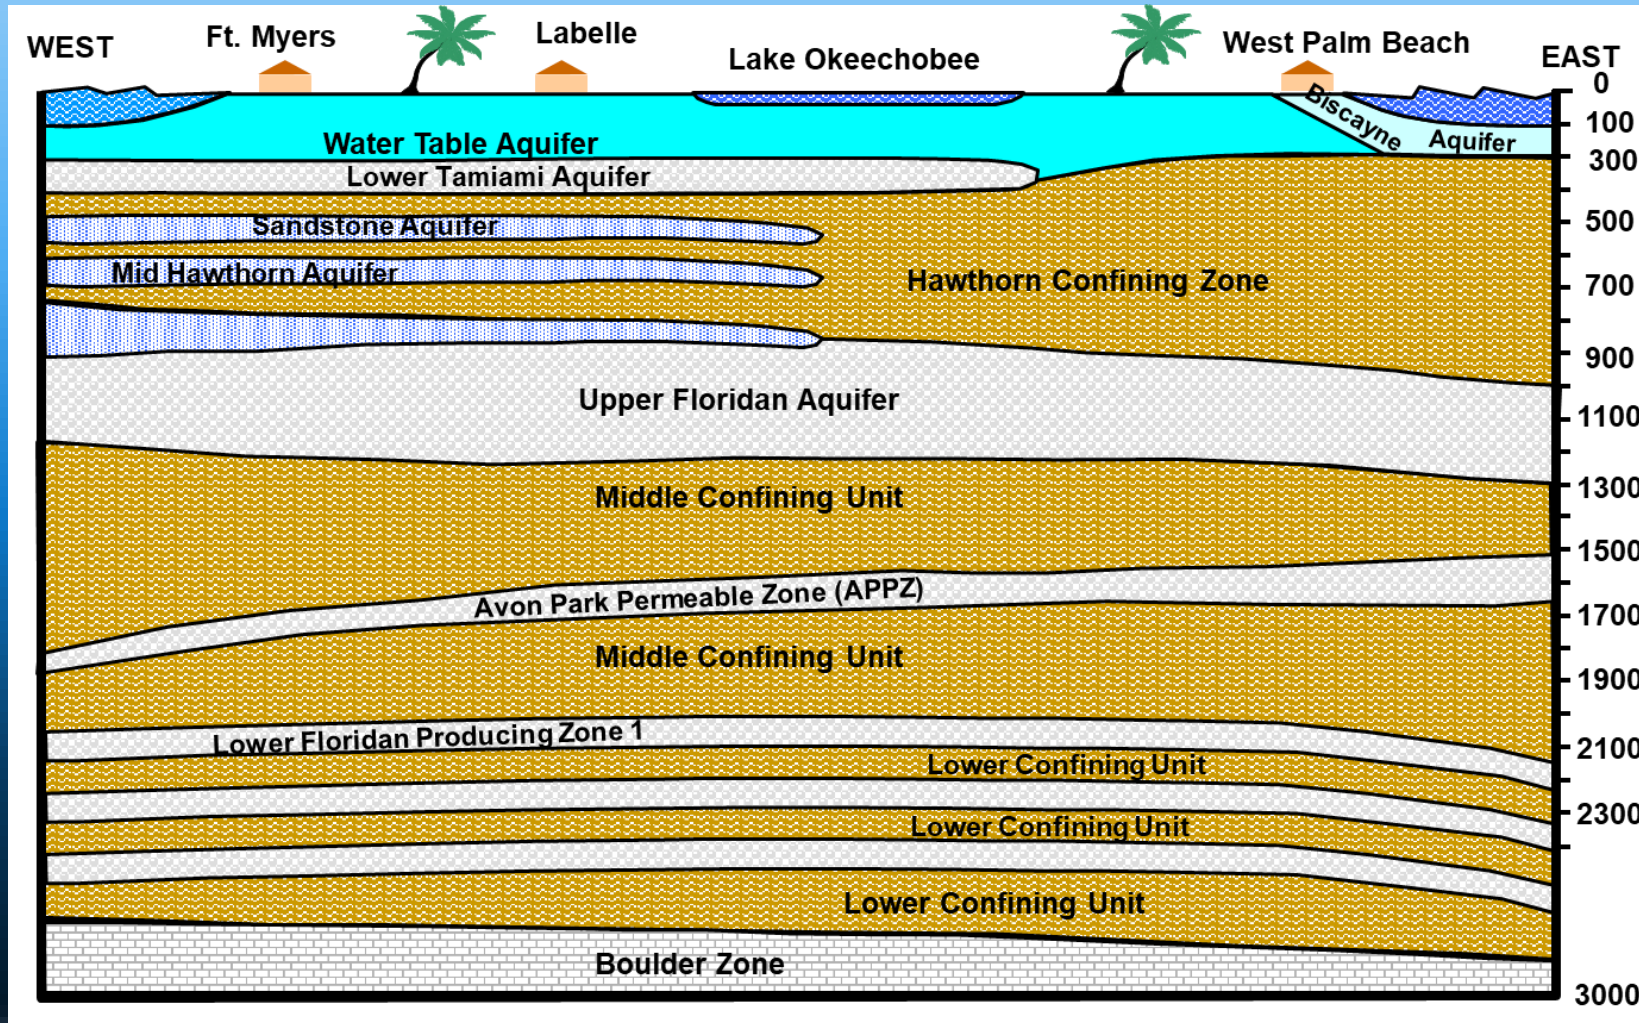 WEST
Ft. Myers
Labelle
Lake Okeechobee
West Palm Beach
EAST
0
Biscayne
Aquifer
100
Water Table Aquifer
300
Lower Tamiami Aquifer
500
Sandstone Aquifer
Mid Hawthorn Aquifer
Hawthorn Confining Zone
700
900
Upper Floridan Aquifer
1100
Middle Confining Unit
1300
1500
Avon Park Permeable Zone (APPZ)
1700
Middle Confining Unit
1900
Lower Floridan Producing Zone 1
2100
Lower Confining Unit
2300
Lower Confining Unit
Lower Confining Unit
Boulder Zone
3000